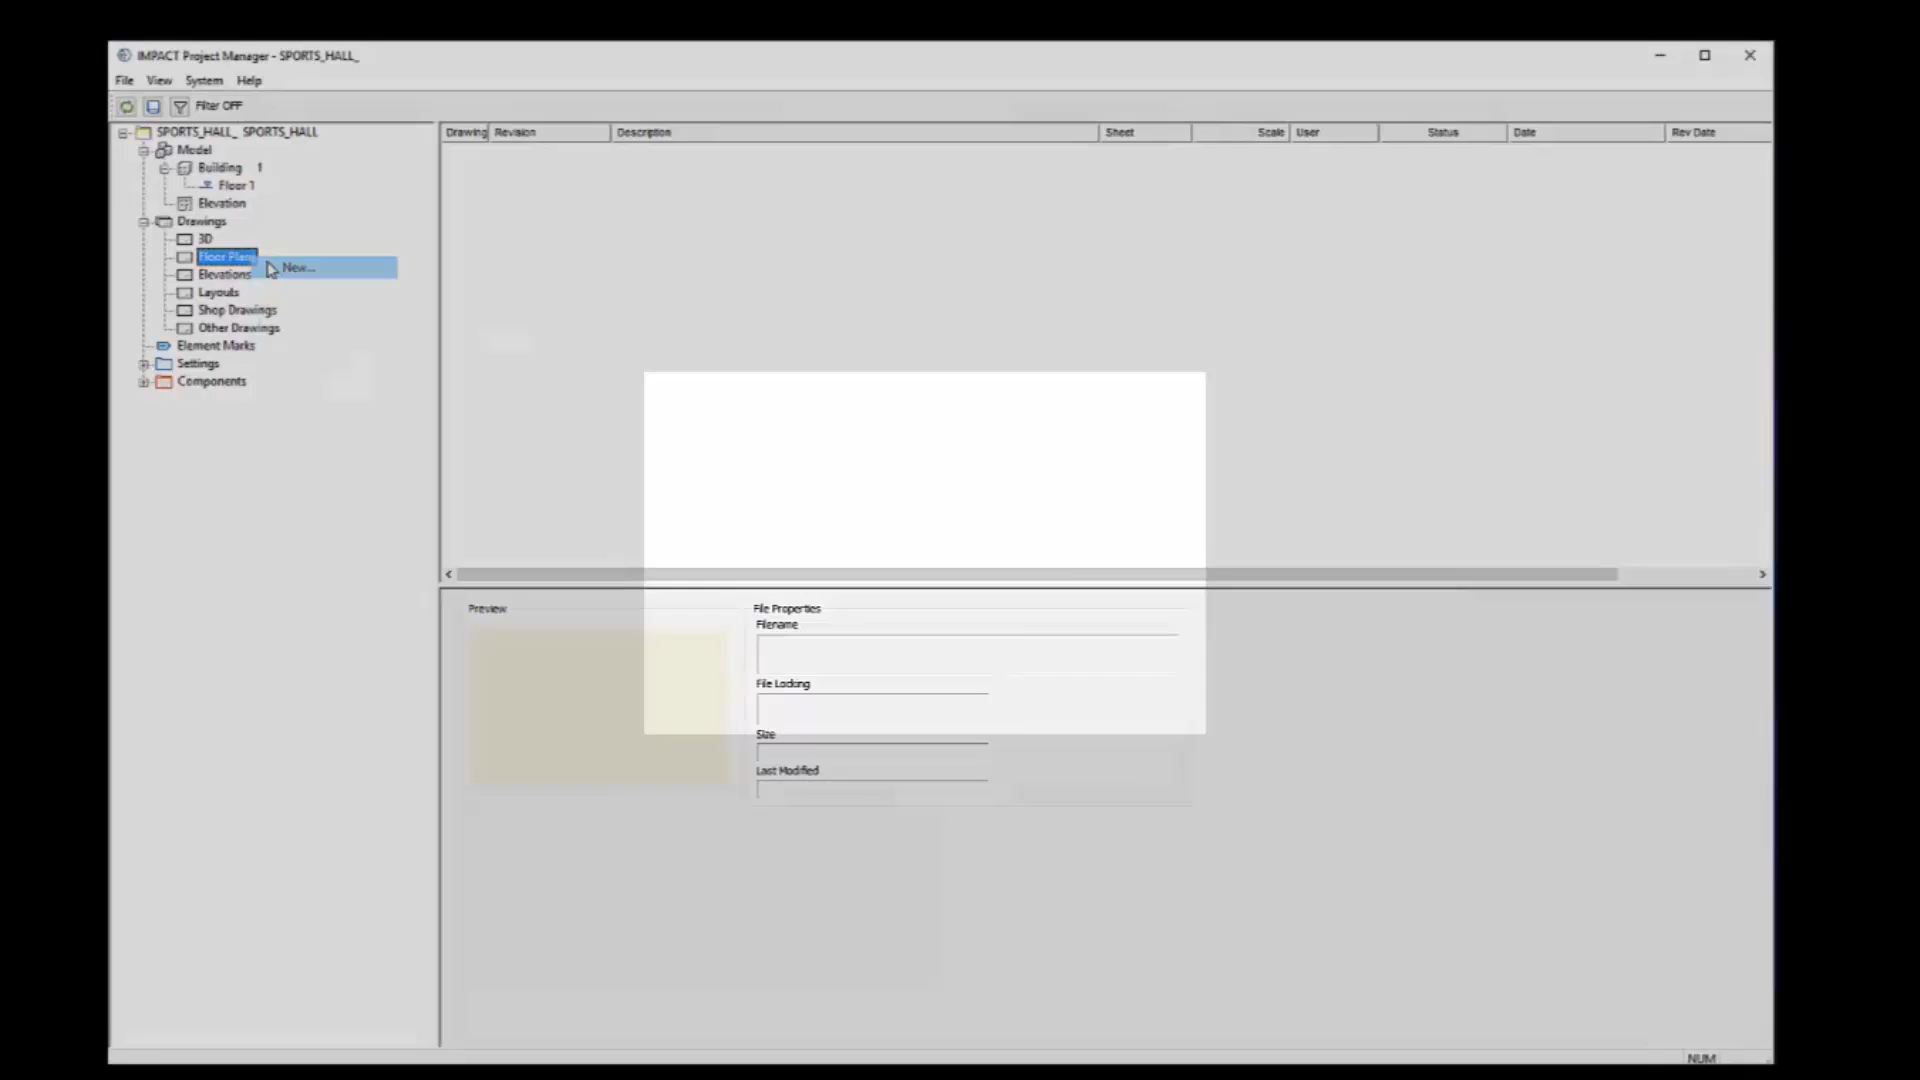 IMPACT Project Manager - SPORTS_HALL_
File View System Help
Filter OFF
SPORTS_HALL_ SPORTS_HALL
Model
Building 1
Floor 1
Elevation
Drawings
3D
Floor Plans
New...
Elevations
Layouts
Shop Drawings
Other Drawings
Element Marks
Settings
Components
Drawing Revision Description Sheet Scale User Status Date Rev Date
Preview
File Properties
Filename
File Locking
Size
Last Modified
NUM